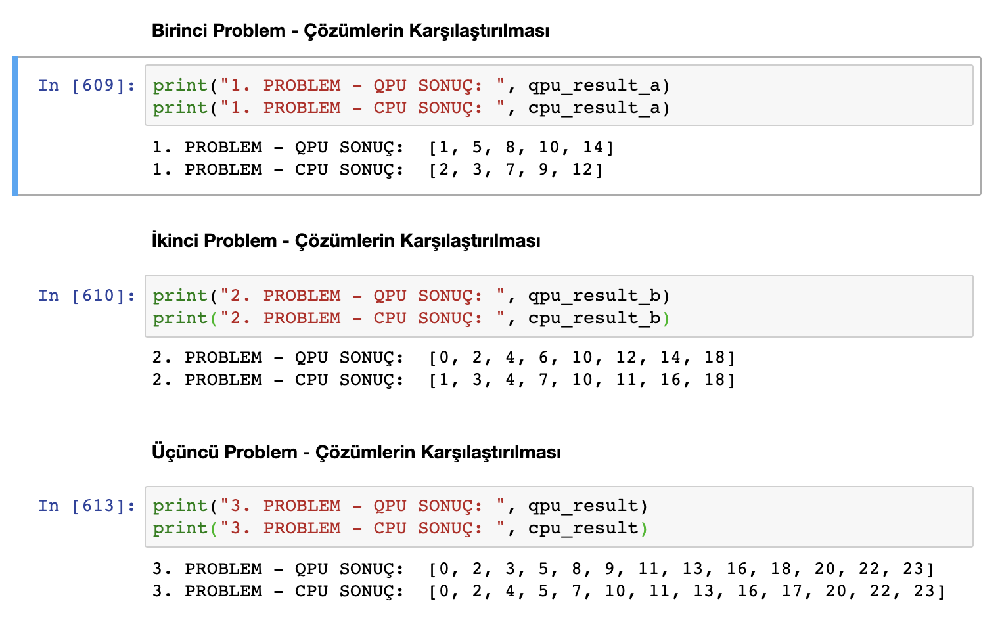 Birinci Problem - Çözümlerin Karşılaştırılması
In [609]: print("1. PROBLEM - QPU SONUÇ: ", qpu_result_a)
print("1. PROBLEM - CPU SONUÇ: ", cpu_result_a)
1. PROBLEM - QPU SONUÇ:  [1, 5, 8, 10, 14]
1. PROBLEM - CPU SONUÇ:  [2, 3, 7, 9, 12]
İkinci Problem - Çözümlerin Karşılaştırılması
In [610]: print("2. PROBLEM - QPU SONUÇ: ", qpu_result_b)
print("2. PROBLEM - CPU SONUÇ: ", cpu_result_b)
2. PROBLEM - QPU SONUÇ:  [0, 2, 4, 6, 10, 12, 14, 18]
2. PROBLEM - CPU SONUÇ:  [1, 3, 4, 7, 10, 11, 16, 18]
Üçüncü Problem - Çözümlerin Karşılaştırılması
In [613]: print("3. PROBLEM - QPU SONUÇ: ", qpu_result)
print("3. PROBLEM - CPU SONUÇ: ", cpu_result)
3. PROBLEM - QPU SONUÇ:  [0, 2, 3, 5, 8, 9, 11, 13, 16, 18, 20, 22, 23]
3. PROBLEM - CPU SONUÇ:  [0, 2, 4, 5, 7, 10, 11, 13, 16, 17, 20, 22, 23]